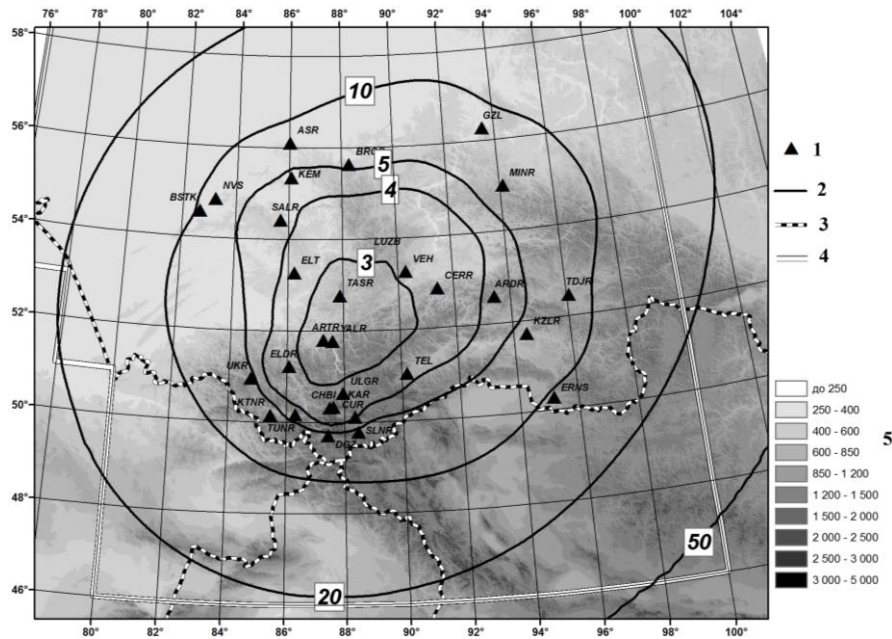 76° 78° 80° 82° 84° 86° 88° 90° 92° 94° 96° 98° 100° 102° 104°
58°
10
GZL
56°
ASR
5
KEM
4
MINR
BSTK
NVS
54°
SALR
LUZB
3
ELT
VEH
TASR
CERR
ARDR
TDJR
52°
ARTR
YALR
KZLR
ELDR
UKR
TEL
ULGR
ERNS
50°
CHBI
KAR
KTNR
CUR
TUNR
SLNR
48°
50
46°
20
80° 82° 84° 86° 88° 90° 92° 94° 96° 98° 100°
1
2
3
4
до 250
250 - 400
400 - 600
600 - 850
850 - 1 200
1 200 - 1 500
1 500 - 2 000
2 000 - 2 500
2 500 - 3 000
3 000 - 5 000
5